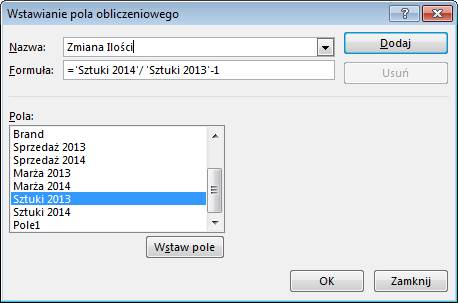 Wstawianie pola obliczeniowego
Nazwa: Zmiana Ilości Dodaj
Formuła: ='Sztuki 2014'/ 'Sztuki 2013'-1 Usuń
Pola:
Brand
Sprzedaż 2013
Sprzedaż 2014
Marża 2013
Marża 2014
Sztuki 2013
Sztuki 2014
Pole1
Wstaw pole
OK Zamknij